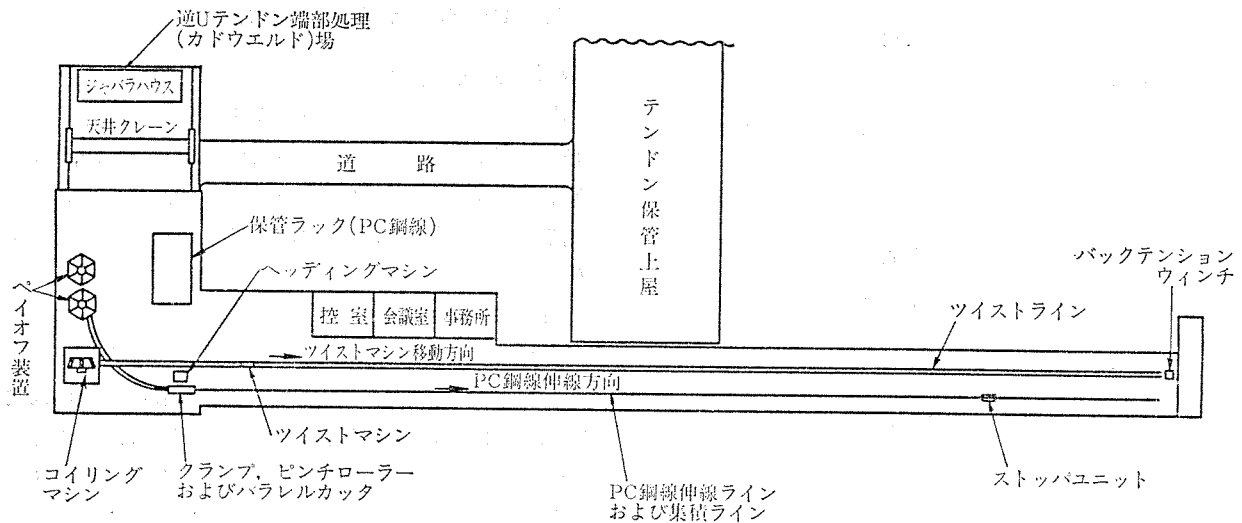 逆Uテンドン端部処理
(カドウエルド)場
ジャバラハウス
天井クレーン
道路
テンドン保管上屋
保管ラック(PC鋼線)
ヘッディングマシン
ペイオフ装置
控室
会議室
事務所
バックテンション
ウィンチ
ツイストライン
ツイストマシン移動方向
PC鋼線伸線方向
ツイストマシン
コイリング
マシン
クランプ,ピンチローラー
およびパラレルカッタ
PC鋼線伸線ライン
および集積ライン
ストッパユニット